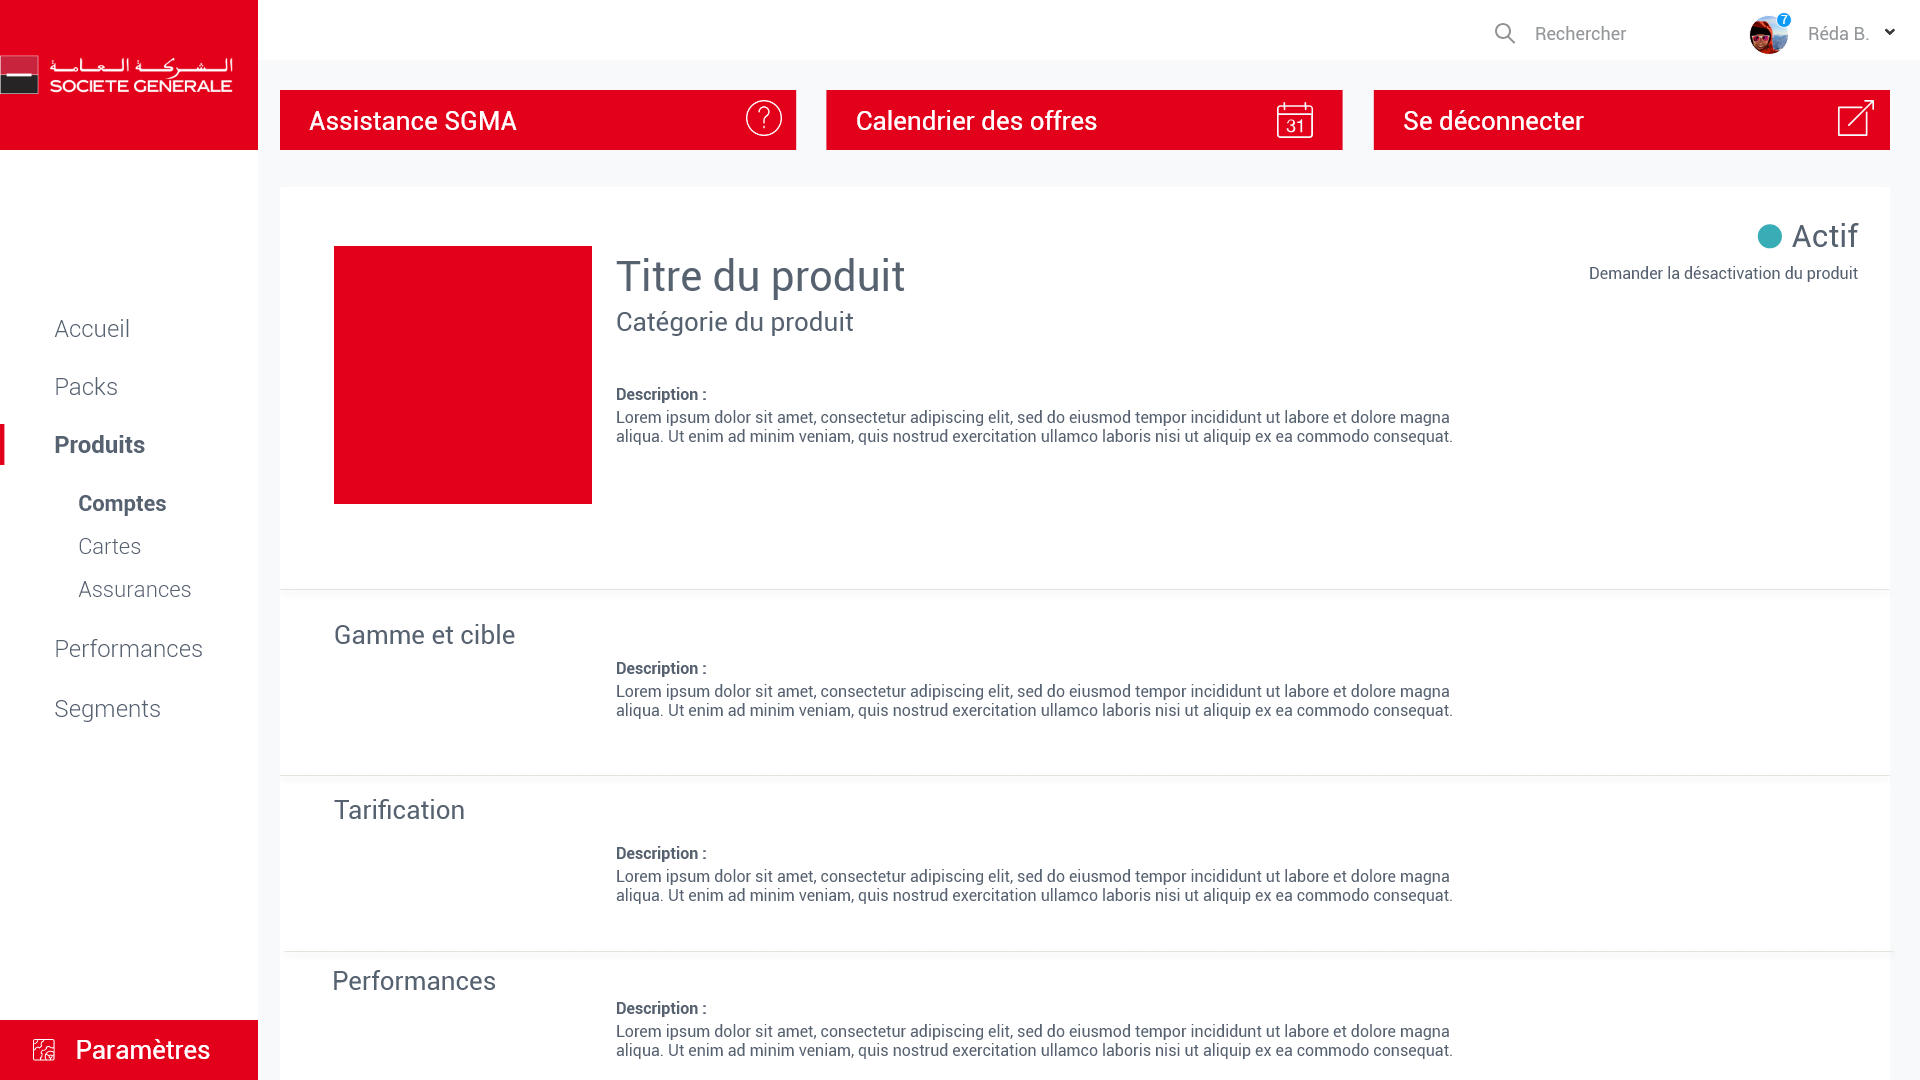 الـشـركـة الـعـامـة
SOCIETE GENERALE
Rechercher
7
Réda B.
Assistance SGMA
?
Calendrier des offres
31
Se déconnecter
Accueil
Packs
Produits
Comptes
Cartes
Assurances
Performances
Segments
Paramètres
Actif
Demander la désactivation du produit
Titre du produit
Catégorie du produit
Description :
Lorem ipsum dolor sit amet, consectetur adipiscing elit, sed do eiusmod tempor incididunt ut labore et dolore magna
aliqua. Ut enim ad minim veniam, quis nostrud exercitation ullamco laboris nisi ut aliquip ex ea commodo consequat.
Gamme et cible
Description :
Lorem ipsum dolor sit amet, consectetur adipiscing elit, sed do eiusmod tempor incididunt ut labore et dolore magna
aliqua. Ut enim ad minim veniam, quis nostrud exercitation ullamco laboris nisi ut aliquip ex ea commodo consequat.
Tarification
Description :
Lorem ipsum dolor sit amet, consectetur adipiscing elit, sed do eiusmod tempor incididunt ut labore et dolore magna
aliqua. Ut enim ad minim veniam, quis nostrud exercitation ullamco laboris nisi ut aliquip ex ea commodo consequat.
Performances
Description :
Lorem ipsum dolor sit amet, consectetur adipiscing elit, sed do eiusmod tempor incididunt ut labore et dolore magna
aliqua. Ut enim ad minim veniam, quis nostrud exercitation ullamco laboris nisi ut aliquip ex ea commodo consequat.